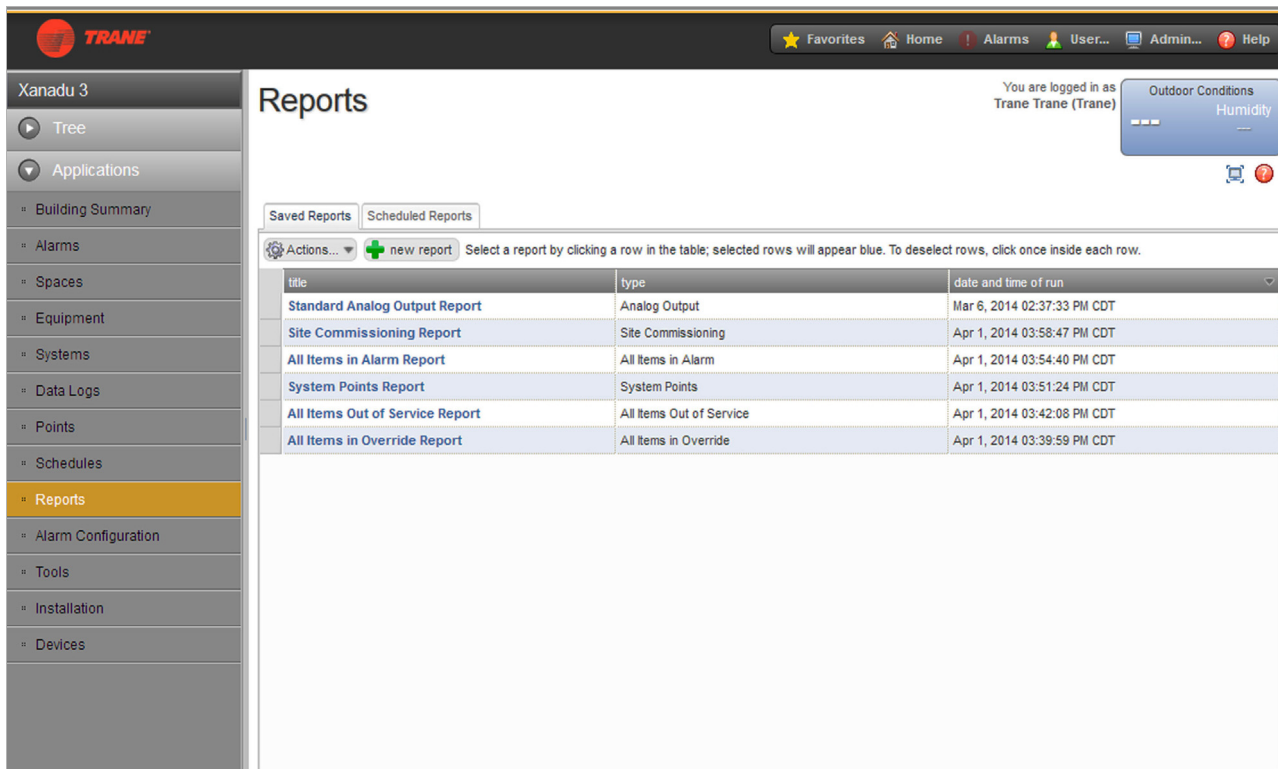 TRANE
Favorites Home Alarms User... Admin... Help
Xanadu 3
Tree
Applications
Building Summary
Alarms
Spaces
Equipment
Systems
Data Logs
Points
Schedules
Reports
Alarm Configuration
Tools
Installation
Devices
Reports
You are logged in as
Trane Trane (Trane)
Outdoor Conditions
Humidity
--- --
Saved Reports Scheduled Reports
Actions... new report Select a report by clicking a row in the table; selected rows will appear blue. To deselect rows, click once inside each row.
title type date and time of run
Standard Analog Output Report Analog Output Mar 6, 2014 02:37:33 PM CDT
Site Commissioning Report Site Commissioning Apr 1, 2014 03:58:47 PM CDT
All Items in Alarm Report All Items in Alarm Apr 1, 2014 03:54:40 PM CDT
System Points Report System Points Apr 1, 2014 03:51:24 PM CDT
All Items Out of Service Report All Items Out of Service Apr 1, 2014 03:42:08 PM CDT
All Items in Override Report All Items in Override Apr 1, 2014 03:39:59 PM CDT